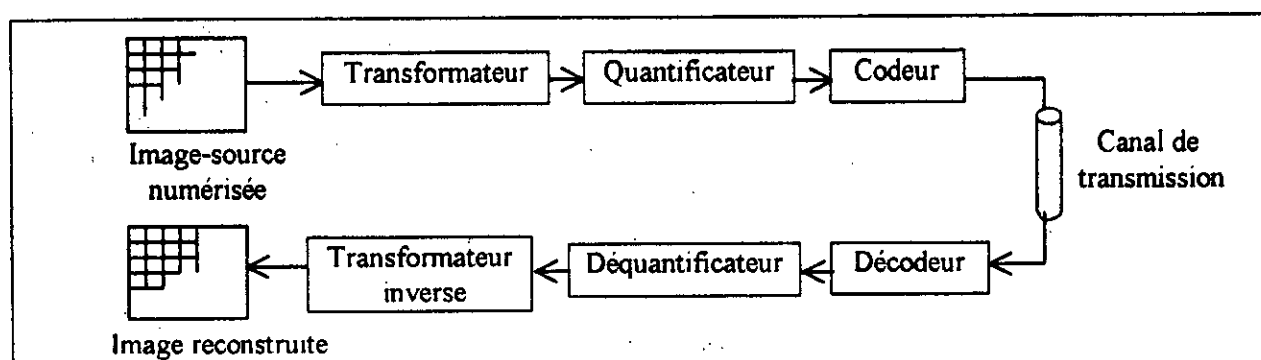 Transformateur
Quantificateur
Codeur
Image-source
numérisée
Canal de
transmission
Transformateur
inverse
Déquantificateur
Décodeur
Image reconstruite